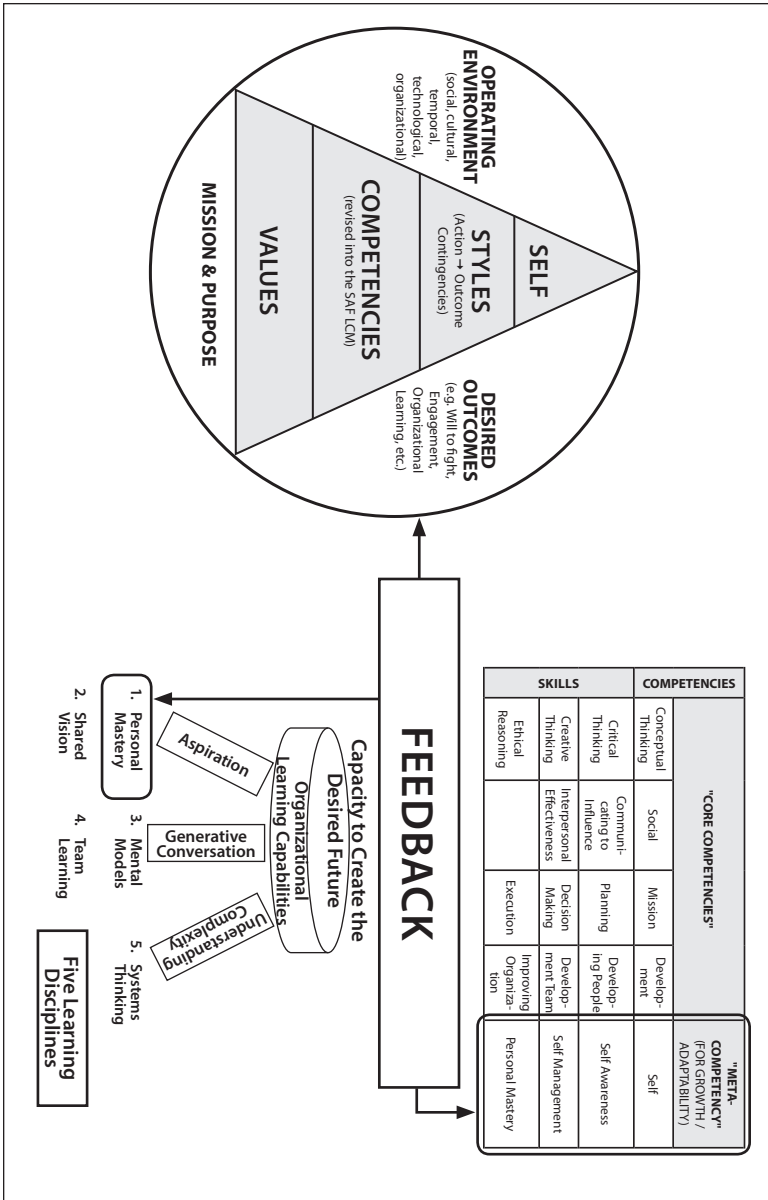 OPERATING
ENVIRONMENT
(social, cultural,
temporal,
technological,
organizational)
SELF
STYLES
(Action → Outcome
Contingencies)
COMPETENCIES
(revised into the SAF LCM)
VALUES
MISSION & PURPOSE
DESIRED
OUTCOMES
(e.g. Will to fight,
Engagement,
Organizational
Learning, etc.)
FEEDBACK
COMPETENCIES
SKILLS
"CORE COMPETENCIES"
"META-
COMPETENCY"
(FOR GROWTH /
ADAPTABILITY)
Conceptual
Thinking
Social
Mission
Develop-
ment
Self
Critical
Thinking
Communi-
cating to
Influence
Planning
Develop-
ing People
Self Awareness
Creative
Thinking
Interpersonal
Effectiveness
Decision
Making
Develop-
ment Team
Self Management
Ethical
Reasoning
Execution
Improving
Organiza-
tion
Personal Mastery
Capacity to Create the
Desired Future
Organizational
Learning Capabilities
Aspiration
Generative
Conversation
Understanding
Complexity
1. Personal
Mastery
2. Shared
Vision
3. Mental
Models
4. Team
Learning
5. Systems
Thinking
Five Learning
Disciplines